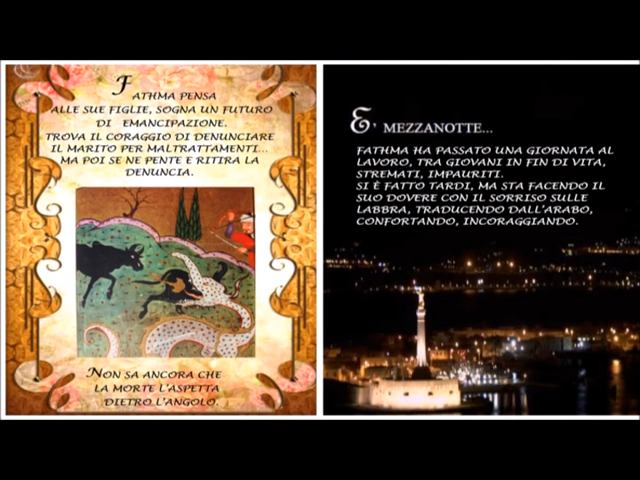 FATHMA PENSA
ALLE SUE FIGLIE, SOGNA UN FUTURO
DI EMANCIPAZIONE.
TROVA IL CORAGGIO DI DENUNCIARE
IL MARITO PER MALTRATTAMENTI...
MA POI SE NE PENTE E RITIRA LA
DENUNCIA.
NON SA ANCORA CHE
LA MORTE L'ASPETTA
DIETRO L'ANGOLO.
E' MEZZANOTTE...
FATHMA HA PASSATO UNA GIORNATA AL
LAVORO, TRA GIOVANI IN FIN DI VITA,
STREMATI, IMPAURITI.
SI È FATTO TARDI, MA STA FACENDO IL
SUO DOVERE CON IL SORRISO SULLE
LABBRA, TRADUCENDO DALL'ARABO,
CONFORTANDO, INCORAGGIANDO.